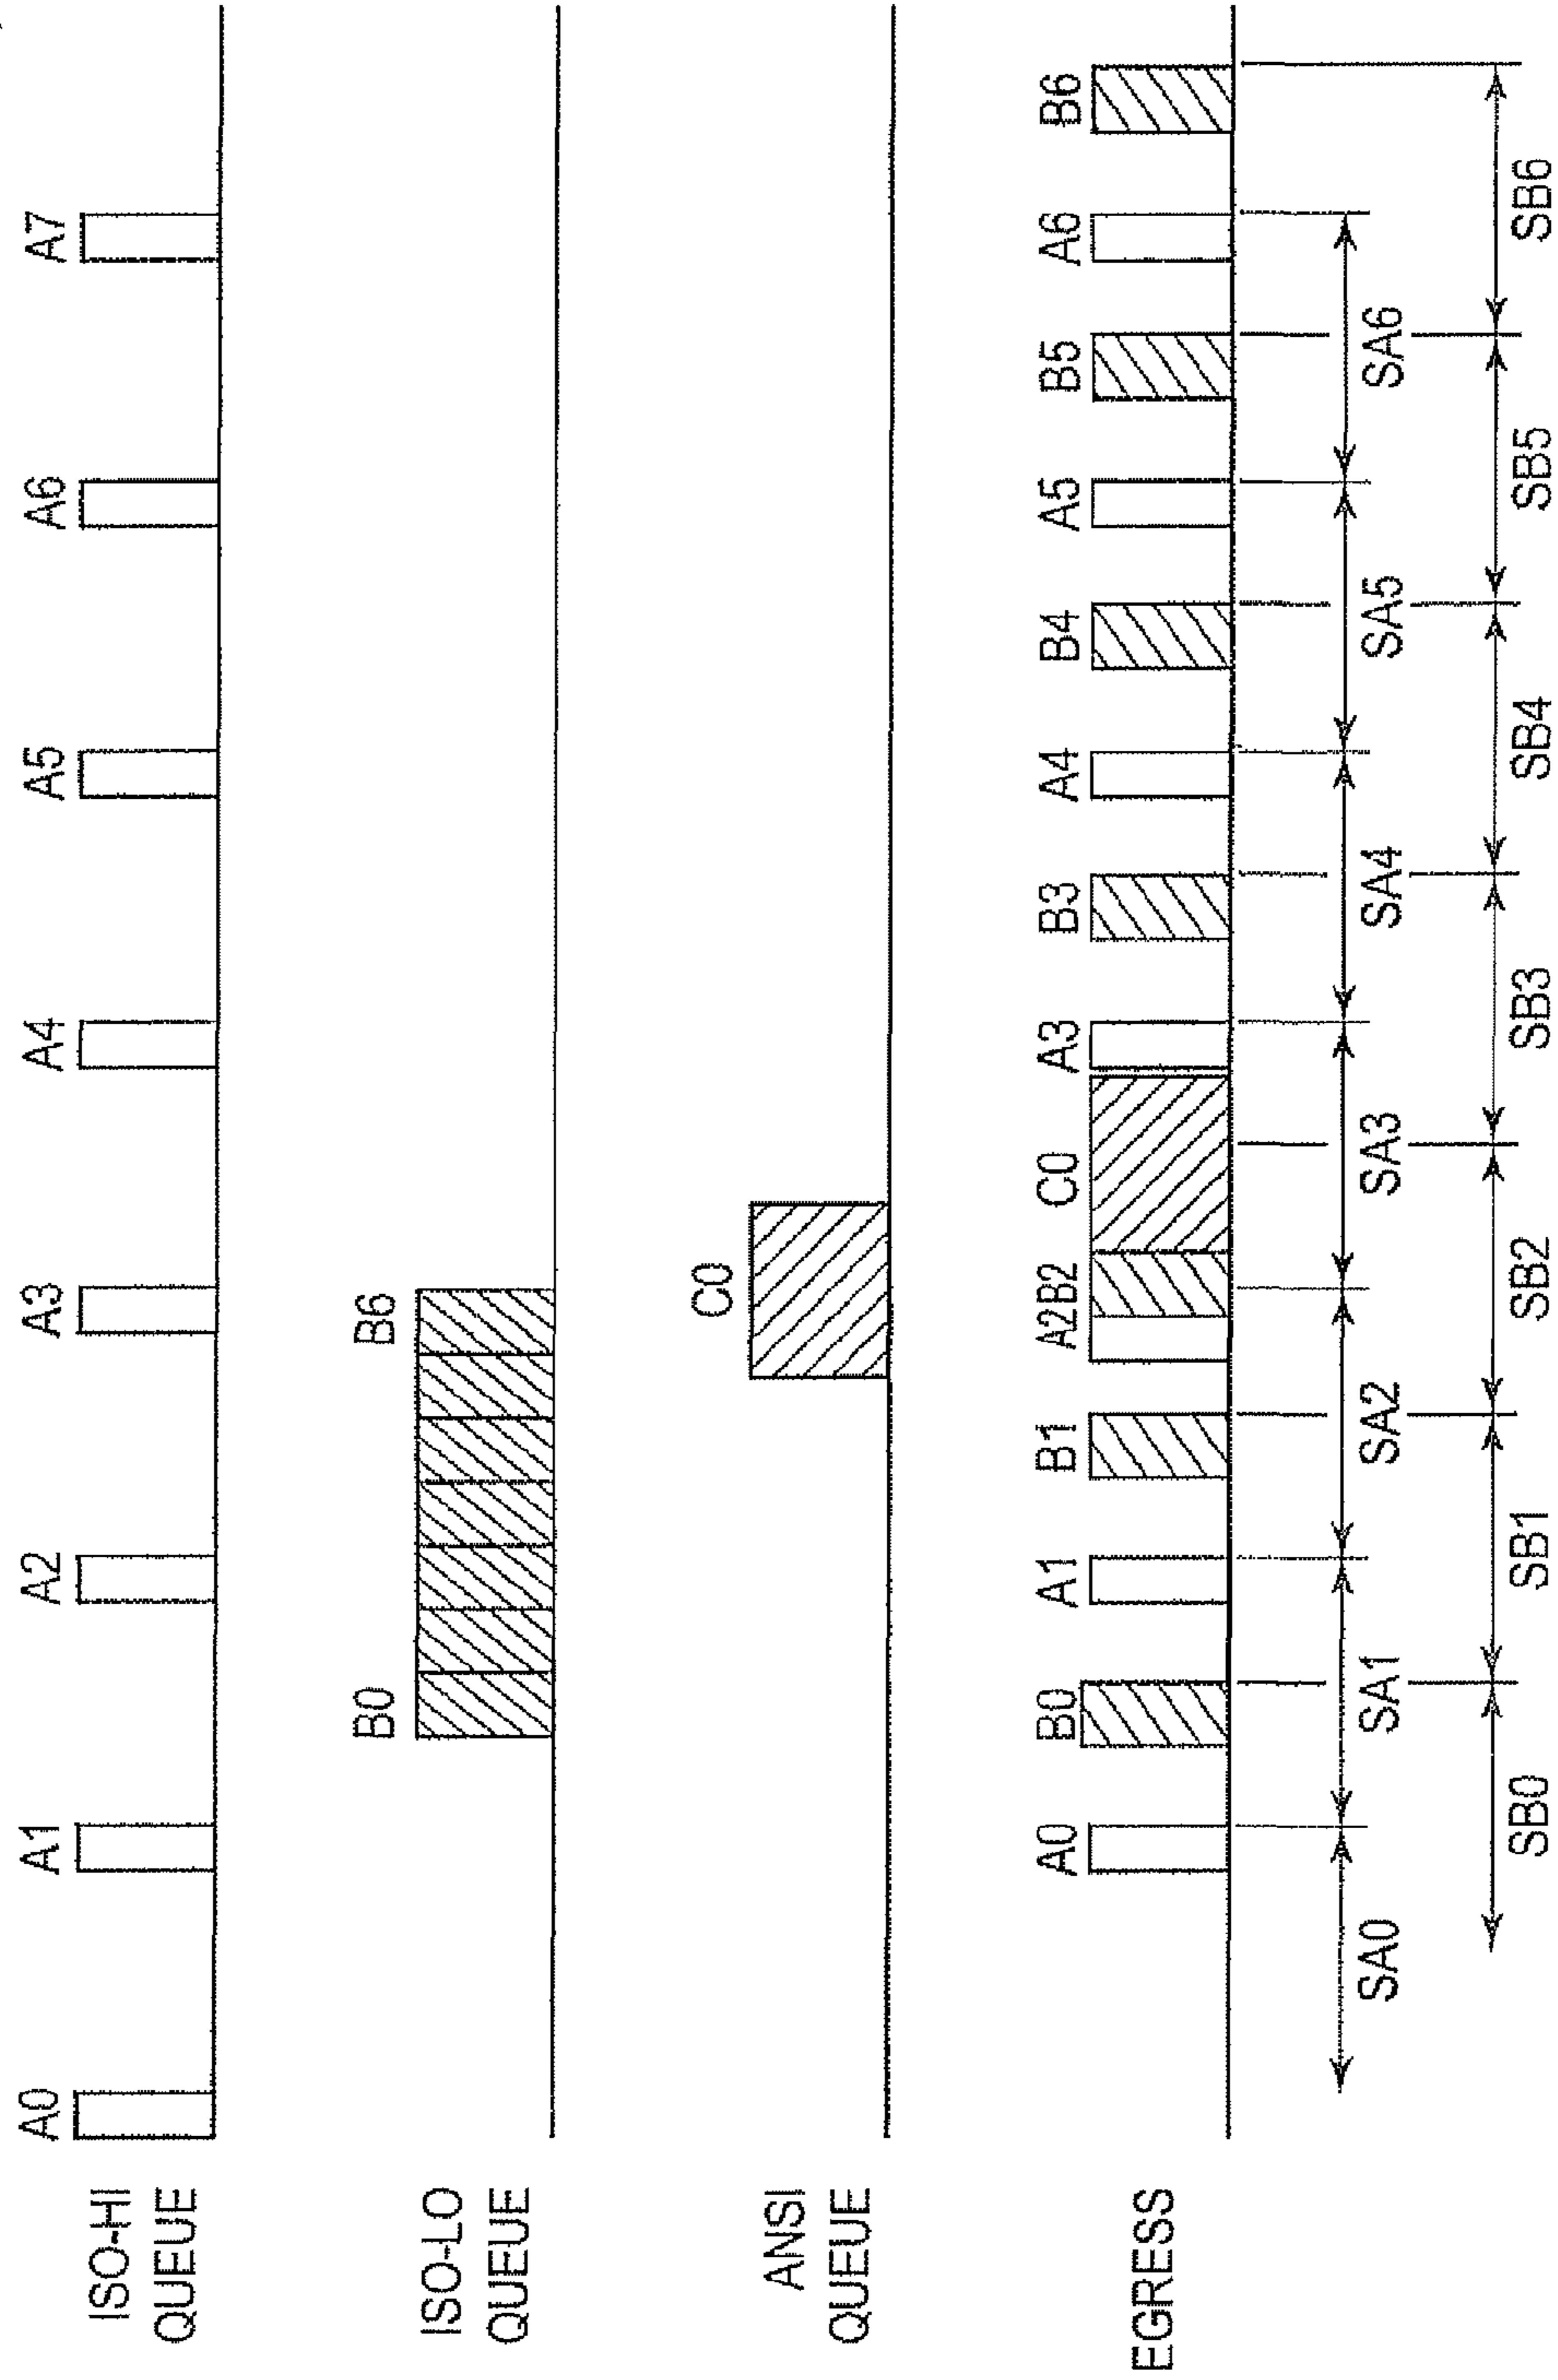 A0 A1 A2 A3 A4 A5 A6 A7
ISO-HI
QUEUE
B0 B6
ISO-LO
QUEUE
C0
ANSI
QUEUE
A0 B0 A1 B1 A2B2 C0 A3 B3 A4 B4 A5 B5 A6 B6
EGRESS
SA0 SA1 SA2 SA3 SA4 SA5 SA6
SB0 SB1 SB2 SB3 SB4 SB5 SB6